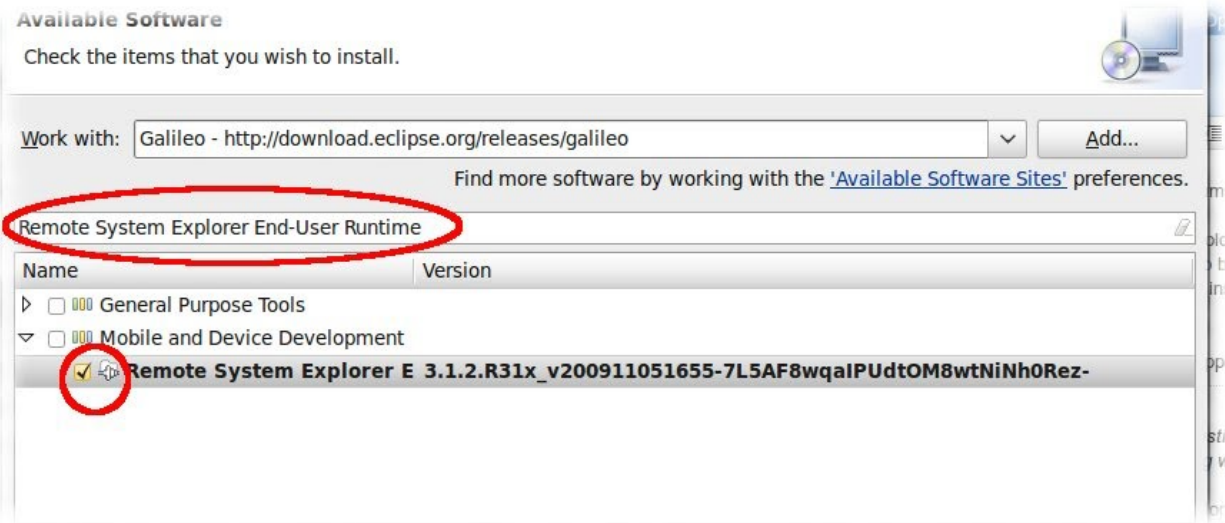 Available Software
Check the items that you wish to install.
Work with: Galileo - http://download.eclipse.org/releases/galileo Add...
Find more software by working with the 'Available Software Sites' preferences.
Remote System Explorer End-User Runtime
Name Version
General Purpose Tools
Mobile and Device Development
Remote System Explorer E 3.1.2.R31x_v200911051655-7L5AF8wqaIPUdtOM8wtNiNh0Rez-